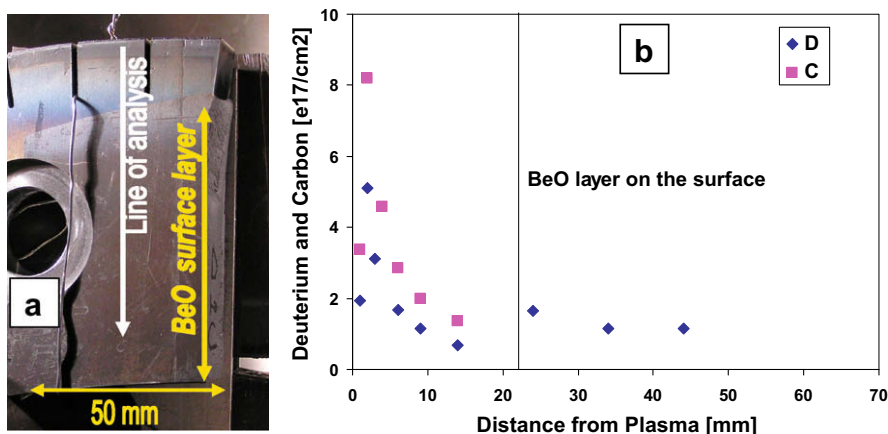 Line of analysis
BeO surface layer
a
50 mm
b
D
C
BeO layer on the surface
Deuterium and Carbon [e17/cm2]
10
8
6
4
2
0
0 10 20 30 40 50 60 70
Distance from Plasma [mm]